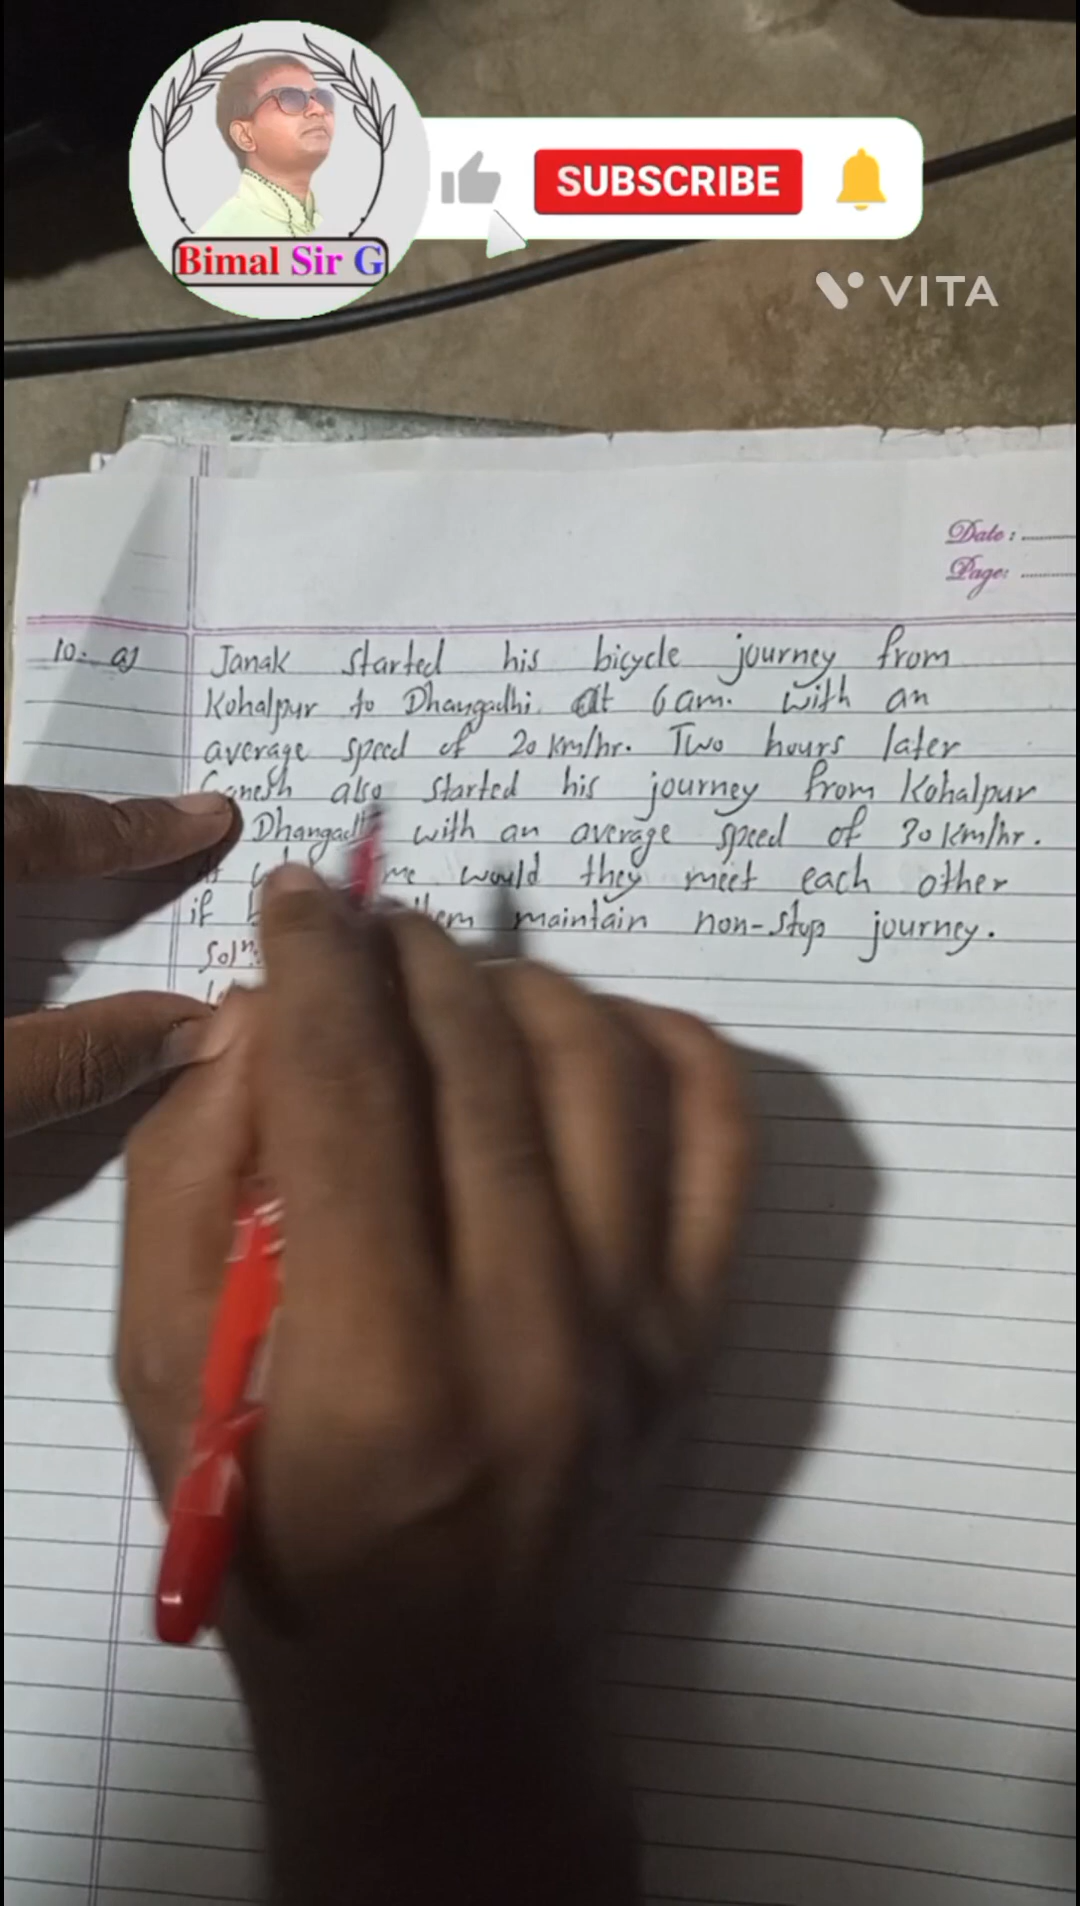 Bimal Sir G
SUBSCRIBE
VITA
Date:
Page:
10. a) Janak started his bicycle journey from
Kohalpur to Dhangadhi. At 6 am. with an
average speed of 20 km/hr. Two hours later
Ganesh also started his journey from Kohalpur
Dhangadhi with an average speed of 30 km/hr.
would they meet each other
if them maintain non-stop journey.
Soln: